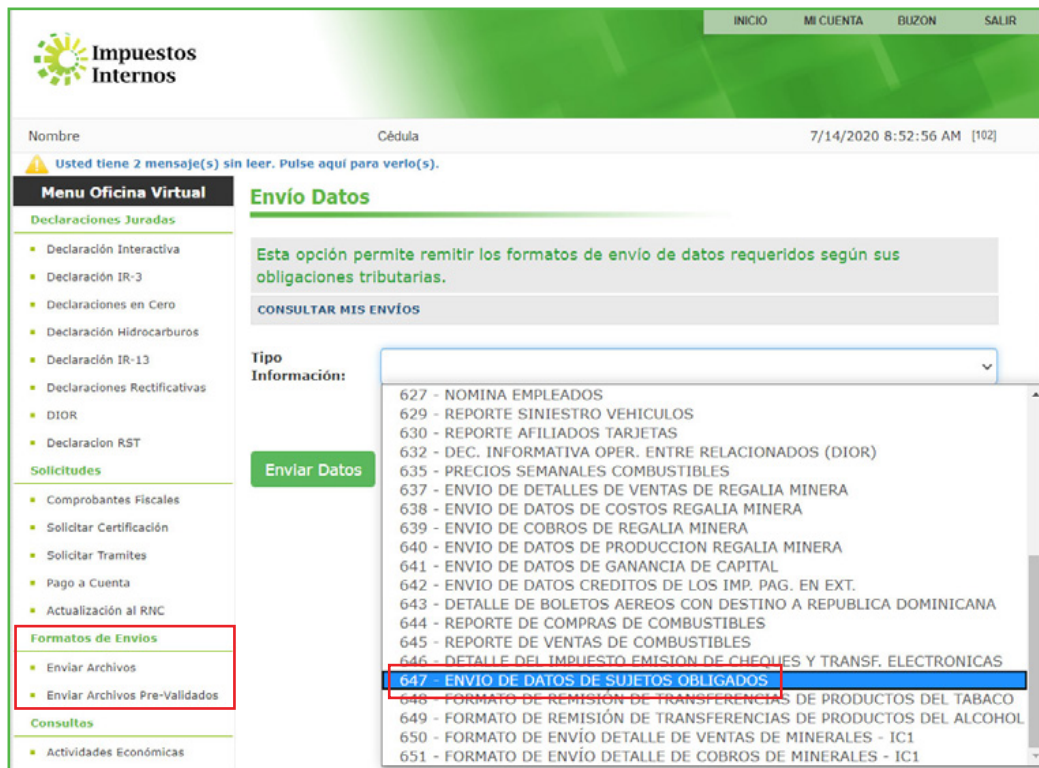 INICIO MI CUENTA BUZON SALIR
Impuestos
Internos
Nombre Cédula 7/14/2020 8:52:56 AM [102]
Usted tiene 2 mensaje(s) sin leer. Pulse aquí para verlo(s).
Menu Oficina Virtual
Declaraciones Juradas
Declaración Interactiva
Declaración IR-3
Declaraciones en Cero
Declaración Hidrocarburos
Declaración IR-13
Declaraciones Rectificativas
DIOR
Declaracion RST
Solicitudes
Comprobantes Fiscales
Solicitar Certificación
Solicitar Tramites
Pago a Cuenta
Actualización al RNC
Formatos de Envíos
Enviar Archivos
Enviar Archivos Pre-Validados
Consultas
Actividades Económicas
Envío Datos
Esta opción permite remitir los formatos de envío de datos requeridos según sus
obligaciones tributarias.
CONSULTAR MIS ENVÍOS
Tipo
Información:
627 - NOMINA EMPLEADOS
629 - REPORTE SINIESTRO VEHICULOS
630 - REPORTE AFILIADOS TARJETAS
632 - DEC. INFORMATIVA OPER. ENTRE RELACIONADOS (DIOR)
635 - PRECIOS SEMANALES COMBUSTIBLES
637 - ENVIO DE DETALLES DE VENTAS DE REGALIA MINERA
638 - ENVIO DE DATOS DE COSTOS REGALIA MINERA
639 - ENVIO DE COBROS DE REGALIA MINERA
640 - ENVIO DE DATOS DE PRODUCCION REGALIA MINERA
641 - ENVIO DE DATOS DE GANANCIA DE CAPITAL
642 - ENVIO DE DATOS CREDITOS DE LOS IMP. PAG. EN EXT.
643 - DETALLE DE BOLETOS AEREOS CON DESTINO A REPUBLICA DOMINICANA
644 - REPORTE DE COMPRAS DE COMBUSTIBLES
645 - REPORTE DE VENTAS DE COMBUSTIBLES
646 - DETALLE DEL IMPUESTO EMISION DE CHEQUES Y TRANSF. ELECTRONICAS
647 - ENVIO DE DATOS DE SUJETOS OBLIGADOS
648 - FORMATO DE REMISIÓN DE TRANSFERENCIAS DE PRODUCTOS DEL TABACO
649 - FORMATO DE REMISIÓN DE TRANSFERENCIAS DE PRODUCTOS DEL ALCOHOL
650 - FORMATO DE ENVÍO DETALLE DE VENTAS DE MINERALES - IC1
651 - FORMATO DE ENVÍO DETALLE DE COBROS DE MINERALES - IC1
Enviar Datos